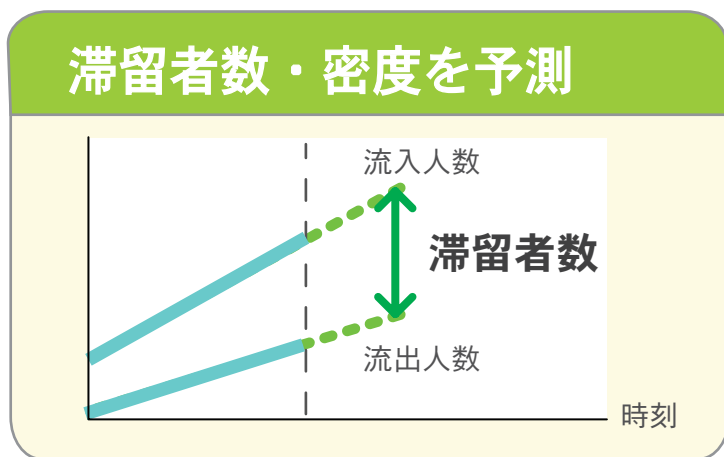 滞留者数・密度を予測
流入人数
滞留者数
流出人数
時刻